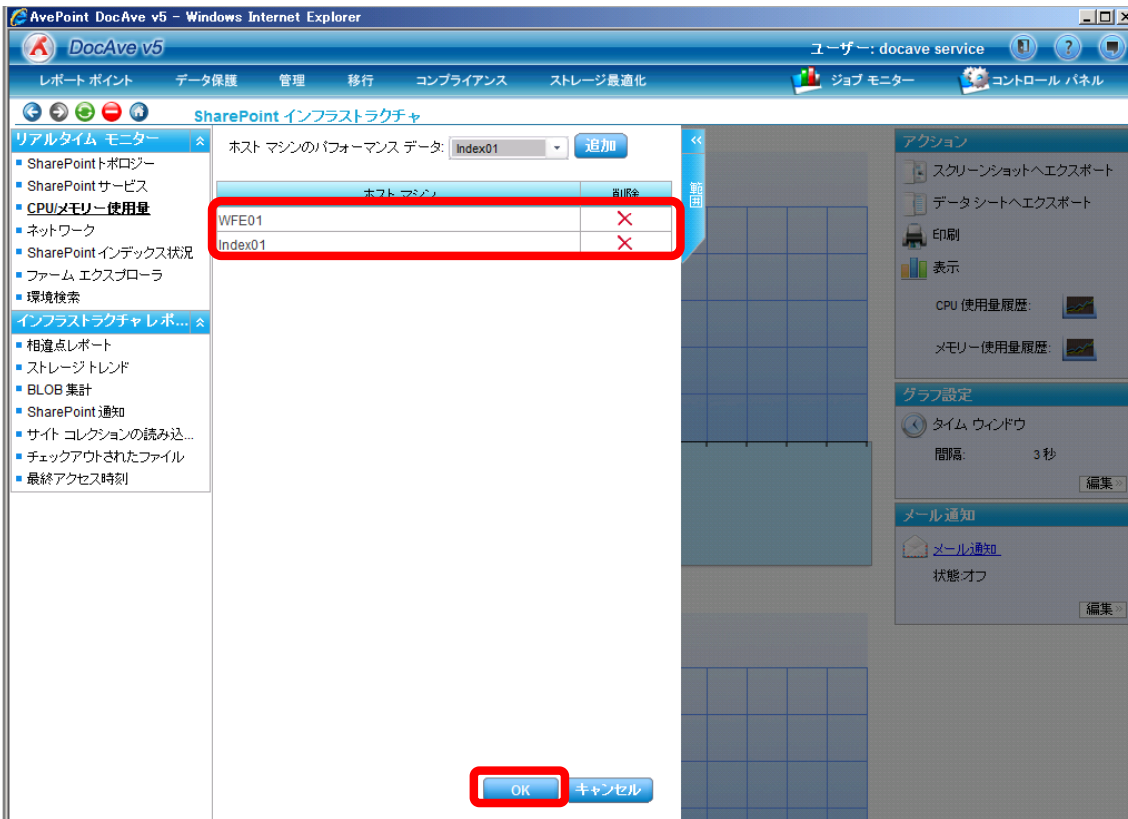 AvePoint DocAve v5 - Windows Internet Explorer
DocAve v5
ユーザー: docave service
レポート ポイント データ保護 管理 移行 コンプライアンス ストレージ最適化 ジョブ モニター コントロール パネル
SharePoint インフラストラクチャ
リアルタイム モニター
SharePointトポロジー
SharePoint サービス
CPU/メモリー使用量
ネットワーク
SharePoint インデックス状況
ファーム エクスプローラ
環境検索
インフラストラクチャ レポ...
相違点レポート
ストレージトレンド
BLOB 集計
SharePoint 通知
サイト コレクションの読み込...
チェックアウトされたファイル
最終アクセス時刻
ホスト マシンのパフォーマンス データ: Index01 追加
ホスト マシン 削除
WFE01
Index01
OK キャンセル
範囲
アクション
スクリーンショットへエクスポート
データシートへエクスポート
印刷
表示
CPU 使用量履歴:
メモリー使用量履歴:
グラフ設定
タイム ウィンドウ
間隔: 3 秒
編集
メール通知
メール通知
状態:オフ
編集